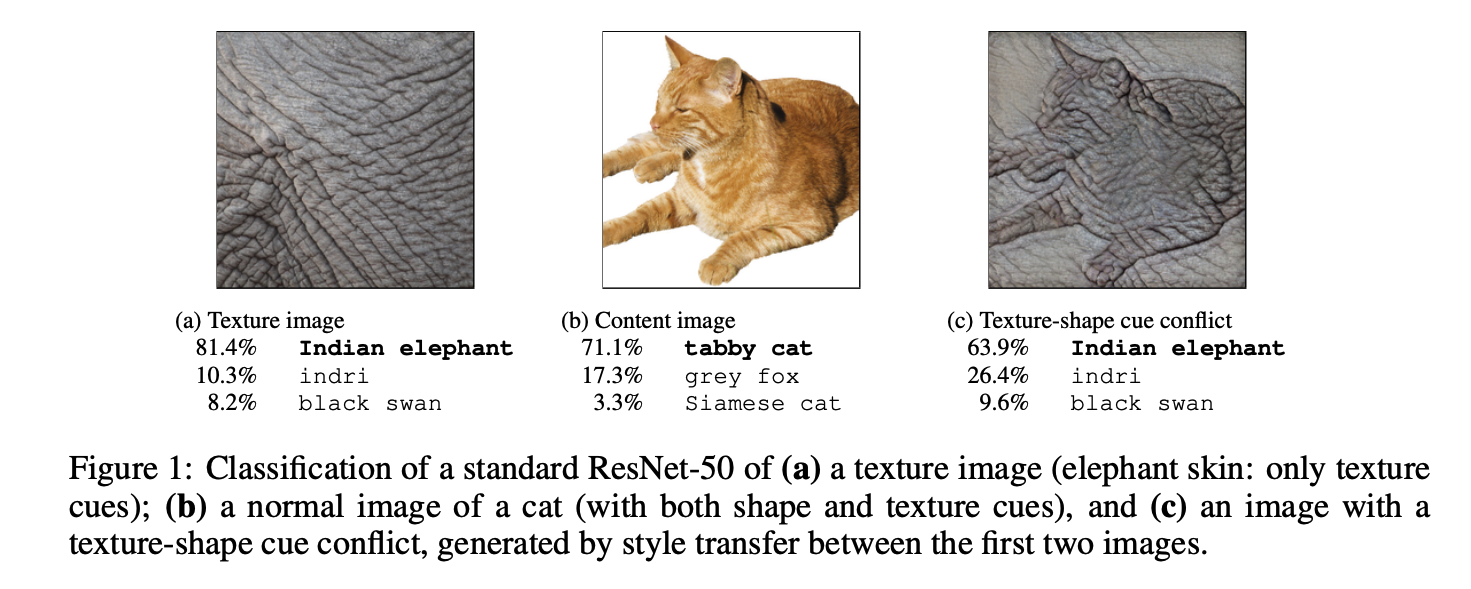 (a) Texture image
81.4% Indian elephant
10.3% indri
8.2% black swan
(b) Content image
71.1% tabby cat
17.3% grey fox
3.3% Siamese cat
(c) Texture-shape cue conflict
63.9% Indian elephant
26.4% indri
9.6% black swan
Figure 1: Classification of a standard ResNet-50 of (a) a texture image (elephant skin: only texture
cues); (b) a normal image of a cat (with both shape and texture cues), and (c) an image with a
texture-shape cue conflict, generated by style transfer between the first two images.